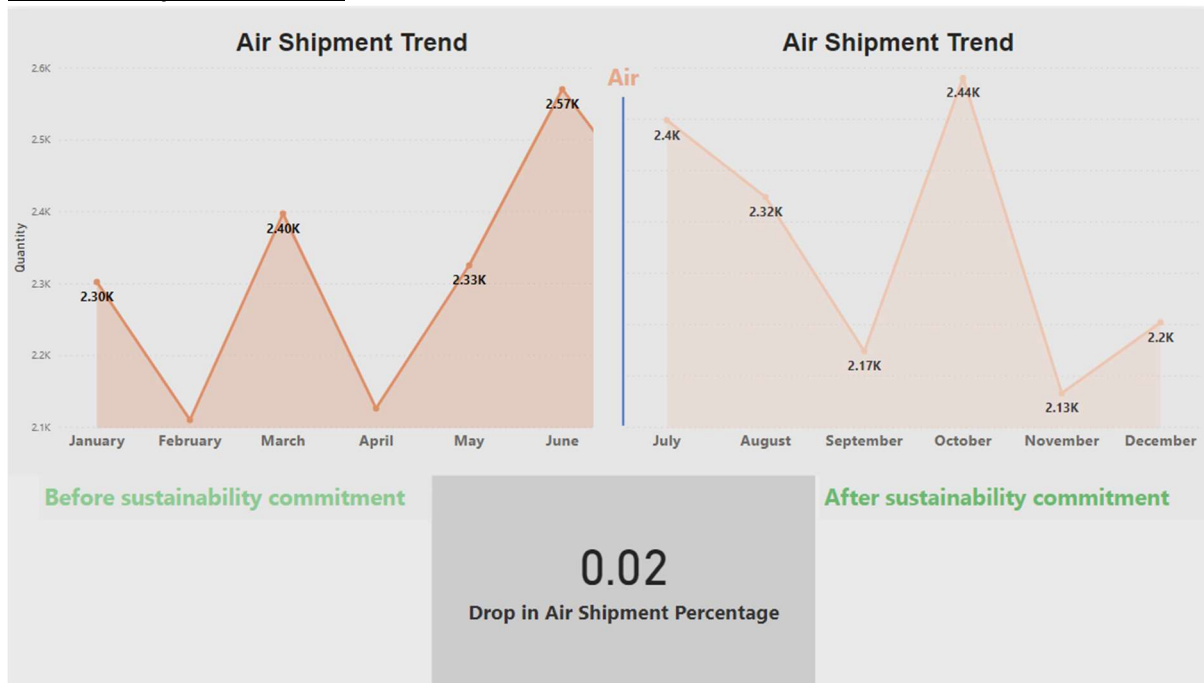 Air Shipment Trend
2.6K
2.5K
2.4K
2.3K
2.2K
2.1K
Quantity
2.30K
2.40K
2.33K
2.57K
January February March April May June
Air
Air Shipment Trend
2.4K
2.32K
2.17K
2.44K
2.13K
2.2K
July August September October November December
Before sustainability commitment
After sustainability commitment
0.02
Drop in Air Shipment Percentage